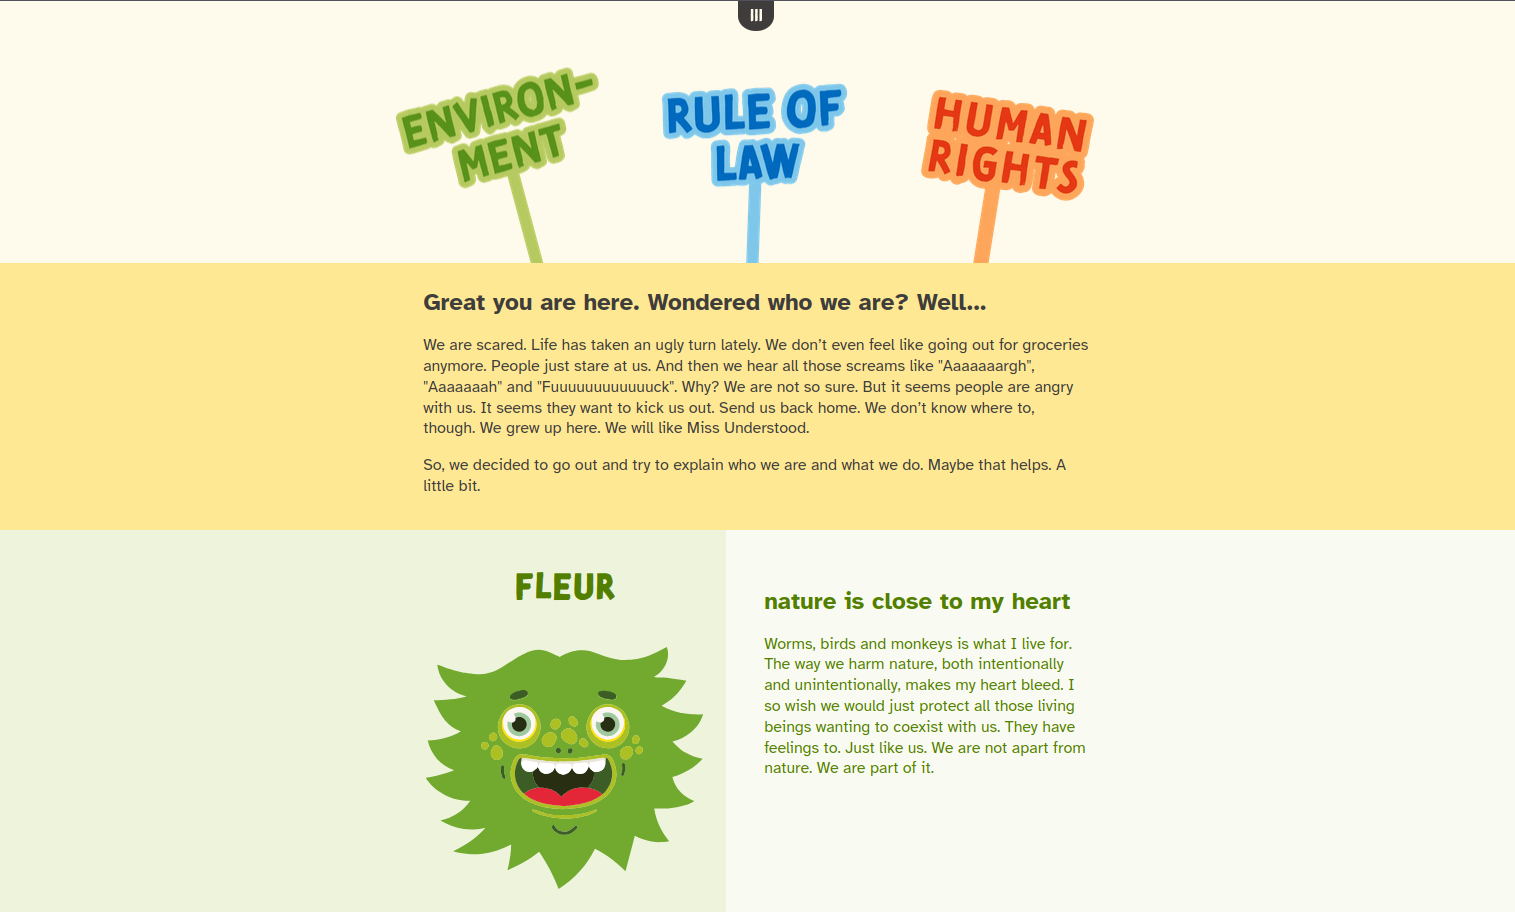 ENVIRON-
MENT
RULE OF
LAW
HUMAN
RIGHTS
Great you are here. Wondered who we are? Well...
We are scared. Life has taken an ugly turn lately. We don’t even feel like going out for groceries
anymore. People just stare at us. And then we hear all those screams like "Aaaaaaargh",
"Aaaaaaah" and "Fuuuuuuuuuuuuck". Why? We are not so sure. But it seems people are angry
with us. It seems they want to kick us out. Send us back home. We don’t know where to,
though. We grew up here. We will like Miss Understood.
So, we decided to go out and try to explain who we are and what we do. Maybe that helps. A
little bit.
FLEUR
nature is close to my heart
Worms, birds and monkeys is what I live for.
The way we harm nature, both intentionally
and unintentionally, makes my heart bleed. I
so wish we would just protect all those living
beings wanting to coexist with us. They have
feelings to. Just like us. We are not apart from
nature. We are part of it.